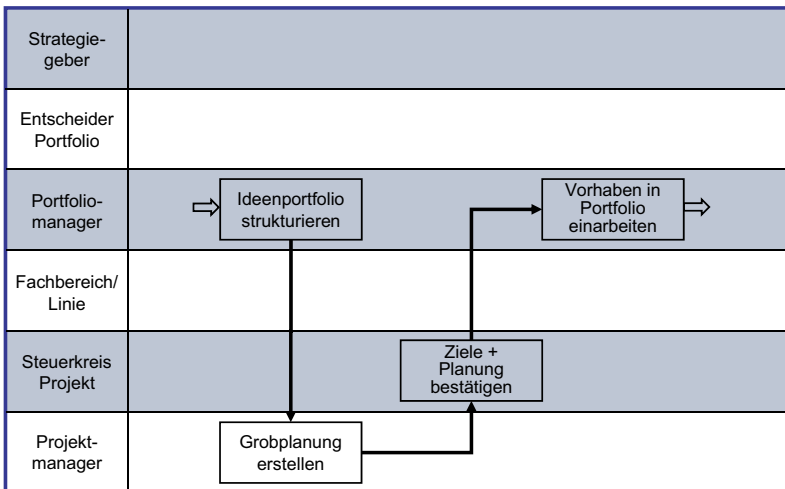 Strategie-
geber
Entscheider
Portfolio
Portfolio-
manager
Ideenportfolio
strukturieren
Vorhaben in
Portfolio
einarbeiten
Fachbereich/
Linie
Steuerkreis
Projekt
Ziele +
Planung
bestätigen
Projekt-
manager
Grobplanung
erstellen